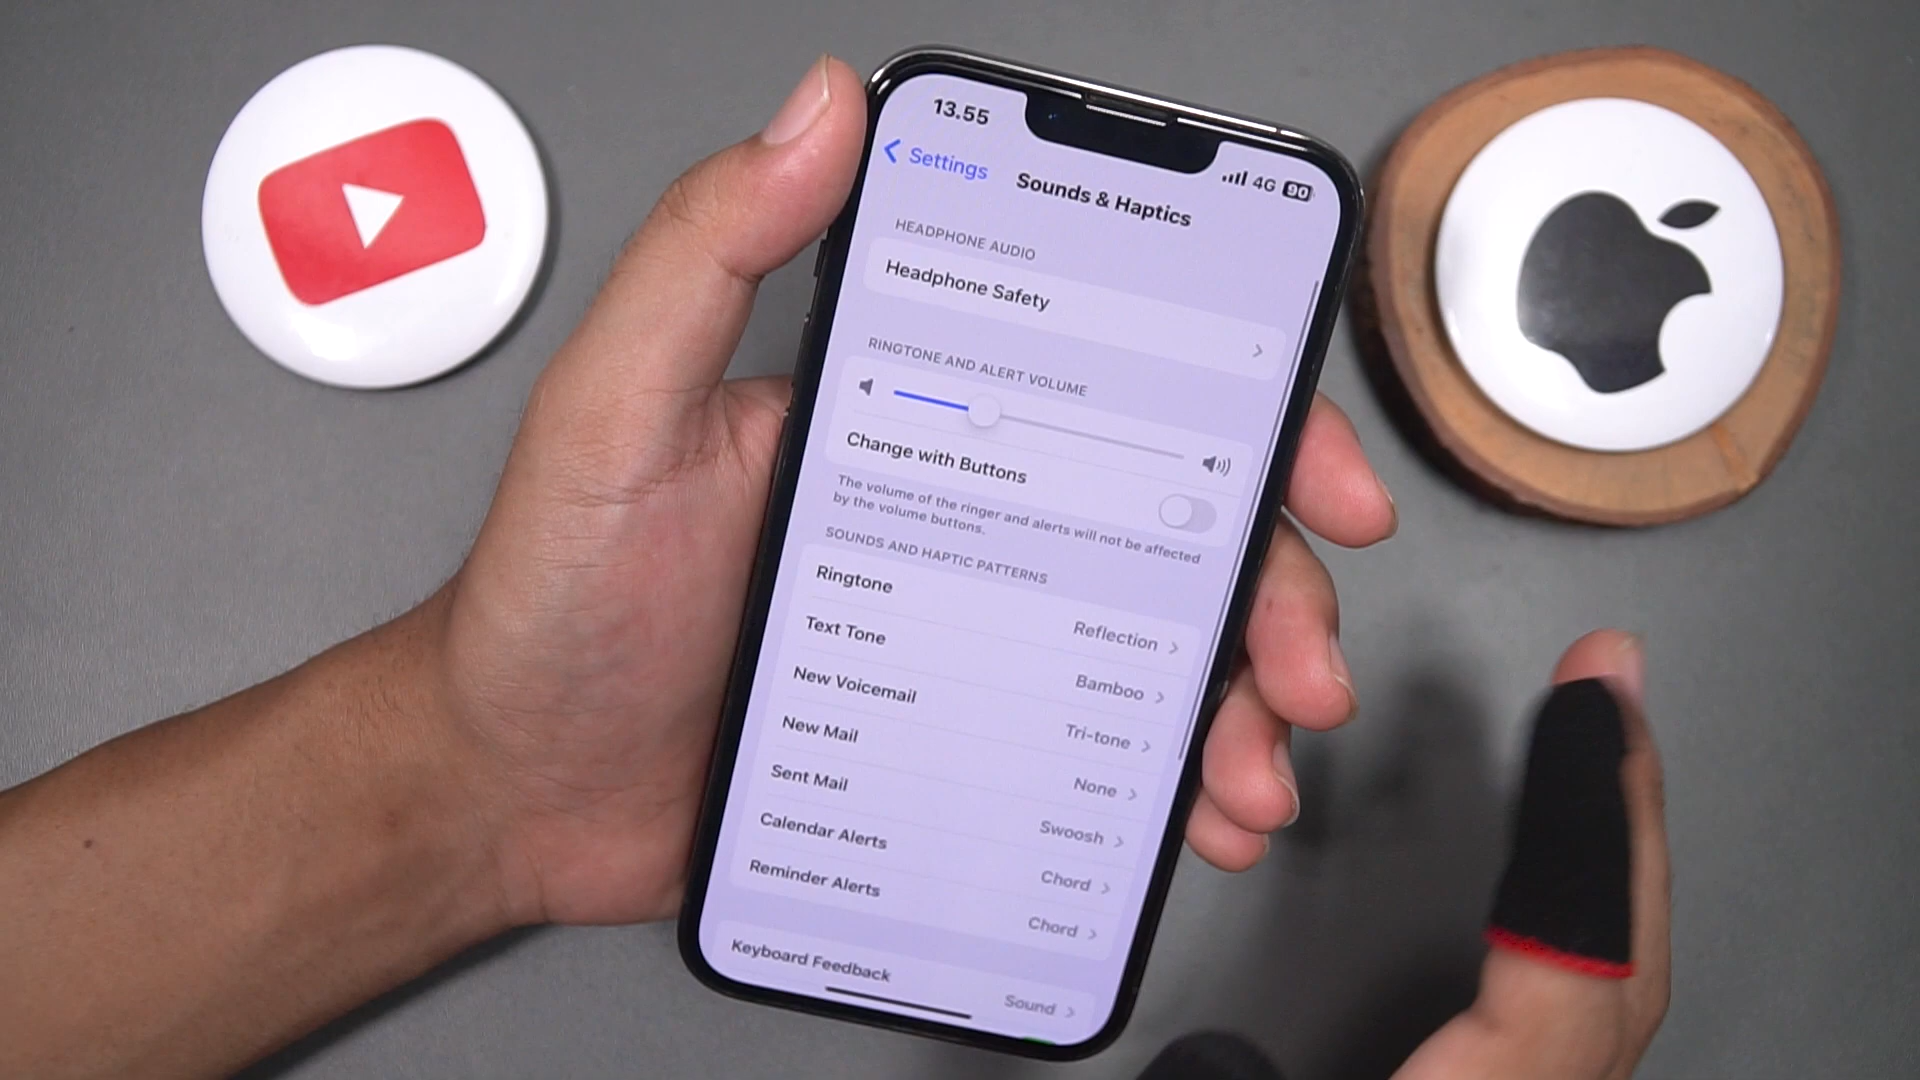 13.55
4G 90
Settings
Sounds & Haptics
HEADPHONE AUDIO
Headphone Safety
RINGTONE AND ALERT VOLUME
Change with Buttons
The volume of the ringer and alerts will not be affected
by the volume buttons.
SOUNDS AND HAPTIC PATTERNS
Ringtone Reflection
Text Tone Bamboo
New Voicemail Tri-tone
New Mail None
Sent Mail Swoosh
Calendar Alerts Chord
Reminder Alerts Chord
Keyboard Feedback Sound